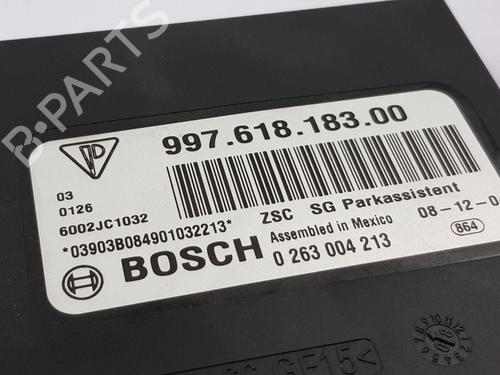 B-PARTS
997.618.183.00
03
0126
6002JC1032
*03903B084901032213*
ZSC SG Parkassistent
BOSCH
Assembled in Mexico
08-12-0
0 263 004 213
864
GF15<